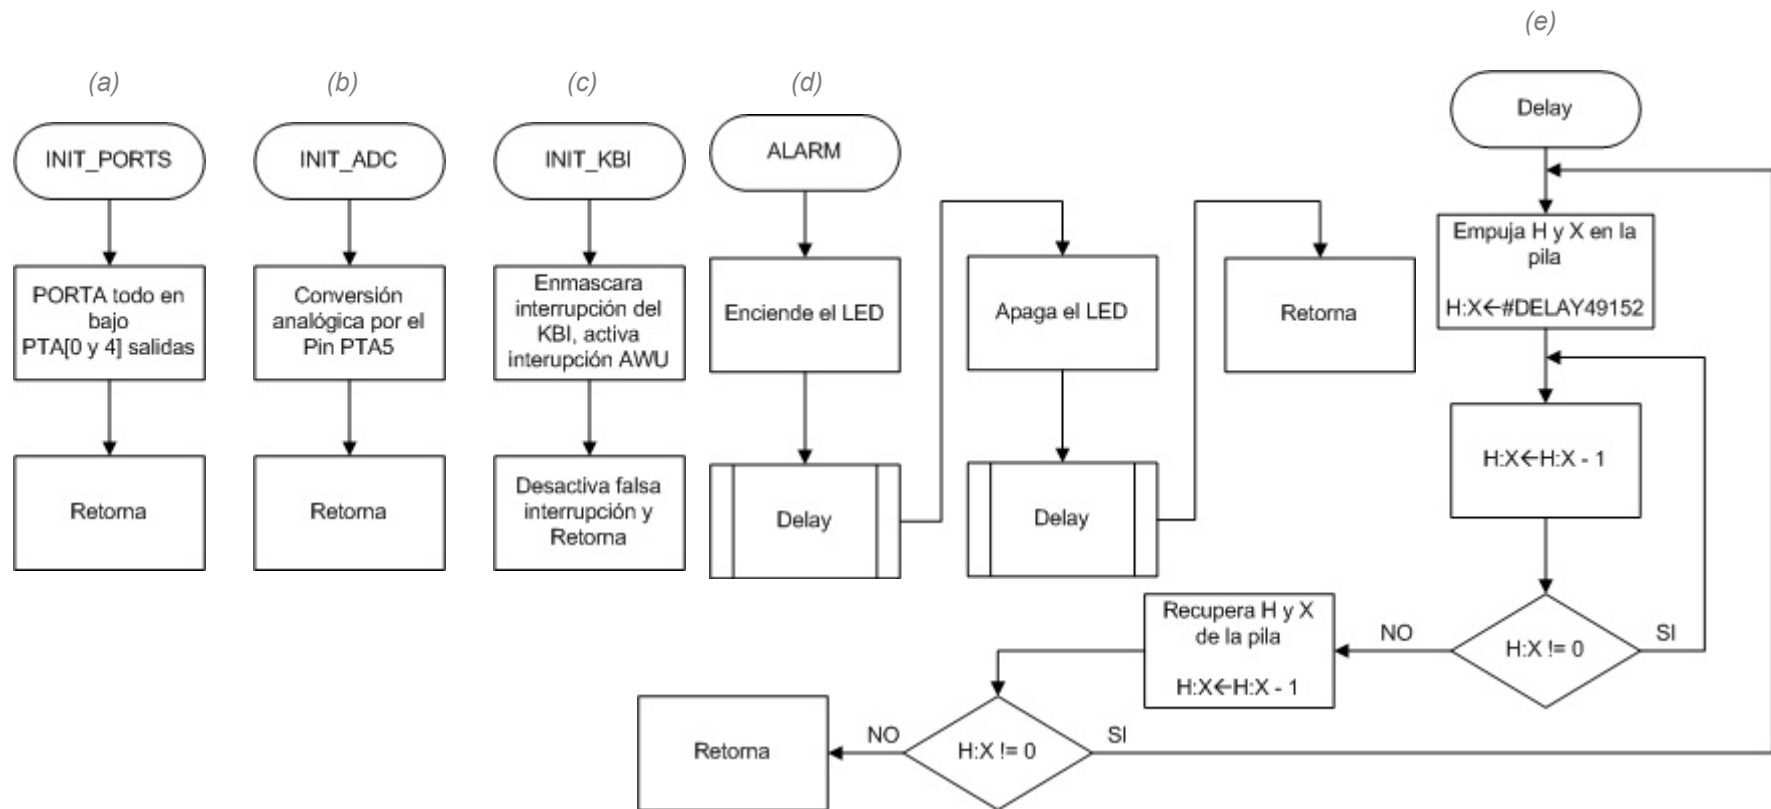 (a)
INIT_PORTS
PORTA todo en
bajo
PTA[0 y 4] salidas
Retorna
(b)
INIT_ADC
Conversión
analógica por el
Pin PTA5
Retorna
(c)
INIT_KBI
Enmascara
interrupción del
KBI, activa
interupción AWU
Desactiva falsa
interrupción y
Retorna
(d)
ALARM
Enciende el LED
Delay
Apaga el LED
Delay
Retorna
(e)
Delay
Empuja H y X en la
pila
H:X←#DELAY49152
H:X←H:X - 1
H:X != 0
SI
NO
Recupera H y X
de la pila
H:X←H:X - 1
H:X != 0
SI
NO
Retorna